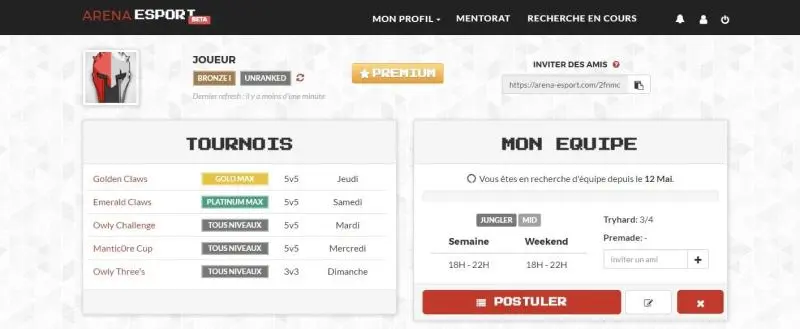 ARENA ESPORT BETA
MON PROFIL MENTORAT RECHERCHE EN COURS
JOUEUR
BRONZE I UNRANKED
Dernier refresh : il y a moins d'une minute
PREMIUM
INVITER DES AMIS
https://arena-esport.com/2fnmc
TOURNOIS
Golden Claws GOLD MAX 5v5 Jeudi
Emerald Claws PLATINUM MAX 5v5 Samedi
Owly Challenge TOUS NIVEAUX 5v5 Mardi
Mantic0re Cup TOUS NIVEAUX 5v5 Mercredi
Owly Three's TOUS NIVEAUX 3v3 Dimanche
MON EQUIPE
Vous êtes en recherche d'équipe depuis le 12 Mai.
JUNGLER MID
Semaine Weekend
18H - 22H 18H - 22H
Tryhard: 3/4
Premade: -
inviter un ami
POSTULER